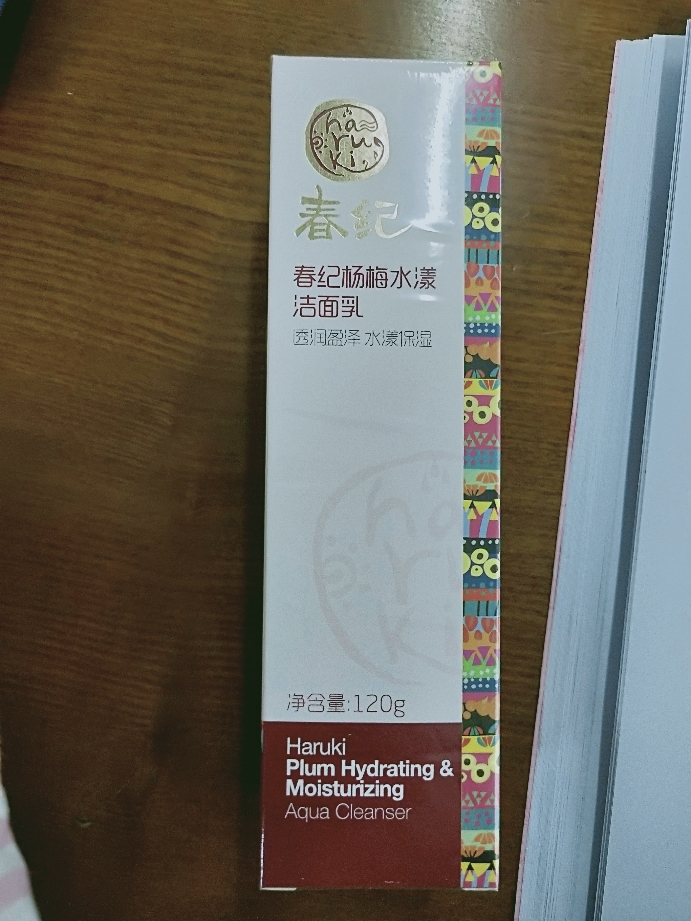 haruki
春纪
春纪杨梅水漾
洁面乳
透润盈泽 水漾保湿
haruki
净含量:120g
Haruki
Plum Hydrating &
Moisturizing
Aqua Cleanser